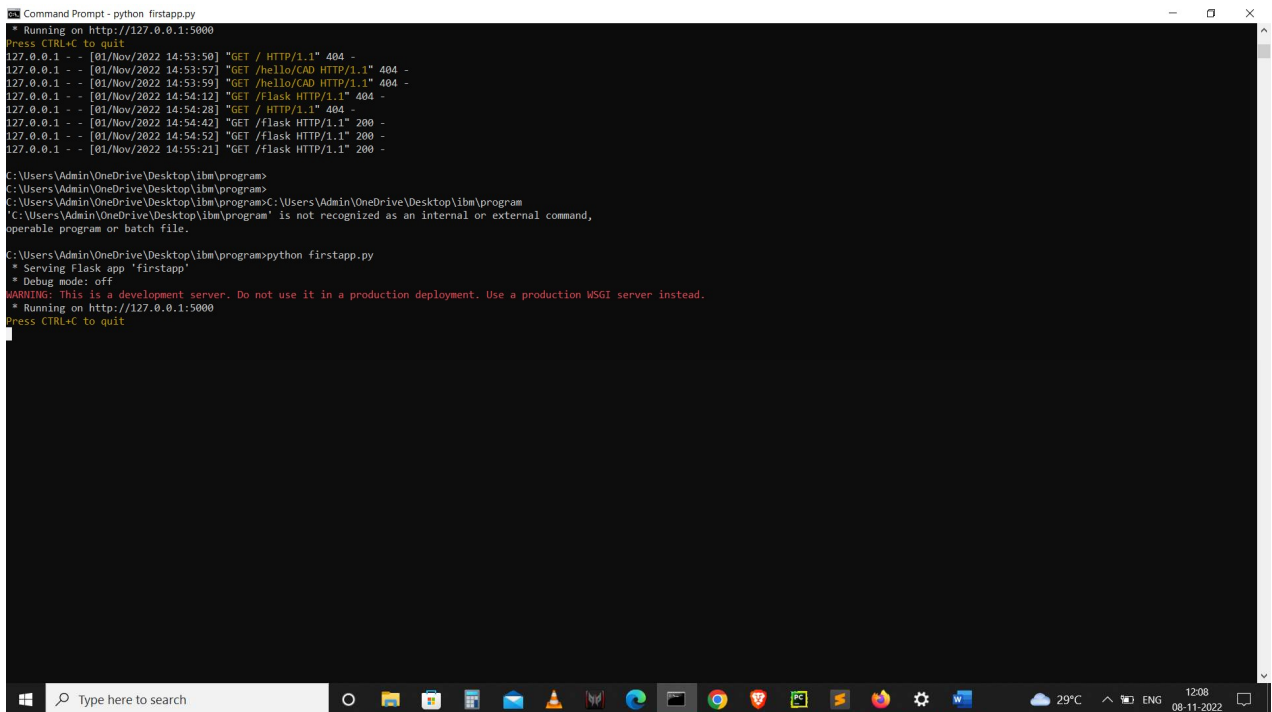 Command Prompt - python firstapp.py
* Running on http://127.0.0.1:5000
Press CTRL+C to quit
127.0.0.1 - - [01/Nov/2022 14:53:50] "GET / HTTP/1.1" 404 -
127.0.0.1 - - [01/Nov/2022 14:53:57] "GET /hello/CAD HTTP/1.1" 404 -
127.0.0.1 - - [01/Nov/2022 14:53:59] "GET /hello/CAD HTTP/1.1" 404 -
127.0.0.1 - - [01/Nov/2022 14:54:12] "GET /Flask HTTP/1.1" 404 -
127.0.0.1 - - [01/Nov/2022 14:54:28] "GET / HTTP/1.1" 404 -
127.0.0.1 - - [01/Nov/2022 14:54:42] "GET /flask HTTP/1.1" 200 -
127.0.0.1 - - [01/Nov/2022 14:54:52] "GET /flask HTTP/1.1" 200 -
127.0.0.1 - - [01/Nov/2022 14:55:21] "GET /flask HTTP/1.1" 200 -
C:\Users\Admin\OneDrive\Desktop\ibm\program>
C:\Users\Admin\OneDrive\Desktop\ibm\program>
C:\Users\Admin\OneDrive\Desktop\ibm\program>C:\Users\Admin\OneDrive\Desktop\ibm\program
'C:\Users\Admin\OneDrive\Desktop\ibm\program' is not recognized as an internal or external command,
operable program or batch file.
C:\Users\Admin\OneDrive\Desktop\ibm\program>python firstapp.py
* Serving Flask app 'firstapp'
* Debug mode: off
WARNING: This is a development server. Do not use it in a production deployment. Use a production WSGI server instead.
* Running on http://127.0.0.1:5000
Press CTRL+C to quit
Type here to search
29°C
ENG
12:08
08-11-2022